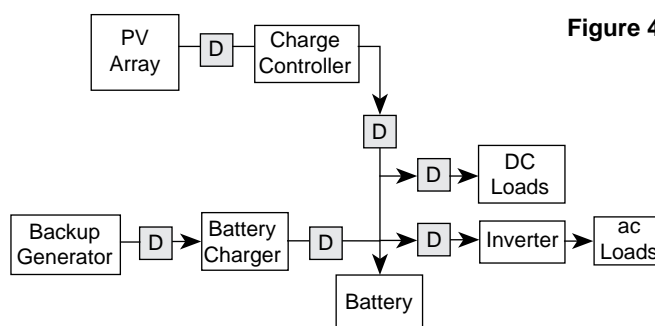 Figure 4
PV
Array
D
Charge
Controller
D
D
DC
Loads
Backup
Generator
D
Battery
Charger
D
D
Inverter
ac
Loads
Battery